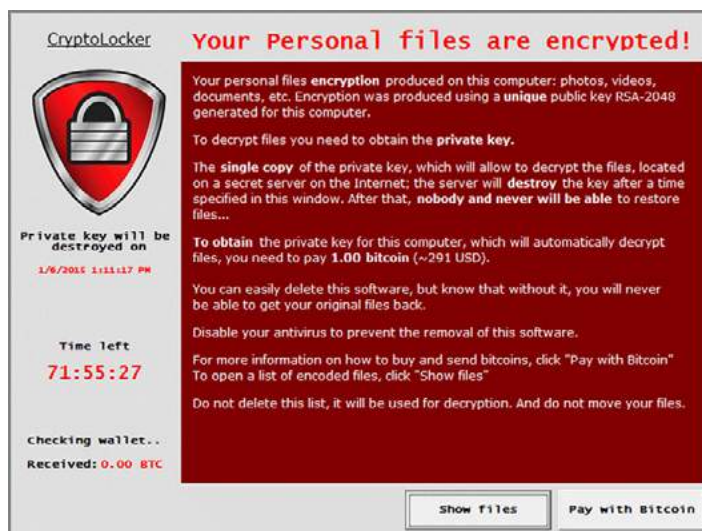 CryptoLocker
Your Personal files are encrypted!
Private key will be
destroyed on
1/6/2015 1:11:17 PM
Time left
71:55:27
Checking wallet..
Received: 0.00 BTC
Your personal files encryption produced on this computer: photos, videos,
documents, etc. Encryption was produced using a unique public key RSA-2048
generated for this computer.
To decrypt files you need to obtain the private key.
The single copy of the private key, which will allow to decrypt the files, located
on a secret server on the Internet; the server will destroy the key after a time
specified in this window. After that, nobody and never will be able to restore
files...
To obtain the private key for this computer, which will automatically decrypt
files, you need to pay 1.00 bitcoin (~291 USD).
You can easily delete this software, but know that without it, you will never
be able to get your original files back.
Disable your antivirus to prevent the removal of this software.
For more information on how to buy and send bitcoins, click "Pay with Bitcoin"
To open a list of encoded files, click "Show files"
Do not delete this list, it will be used for decryption. And do not move your files.
Show files
Pay with Bitcoin